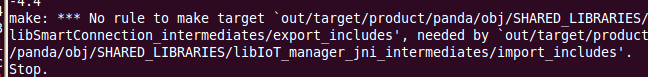 -4.4
make: *** No rule to make target `out/target/product/panda/obj/SHARED_LIBRARIES/
libSmartConnection_intermediates/export_includes', needed by `out/target/product
/panda/obj/SHARED_LIBRARIES/libIoT_manager_jni_intermediates/import_includes'.
Stop.